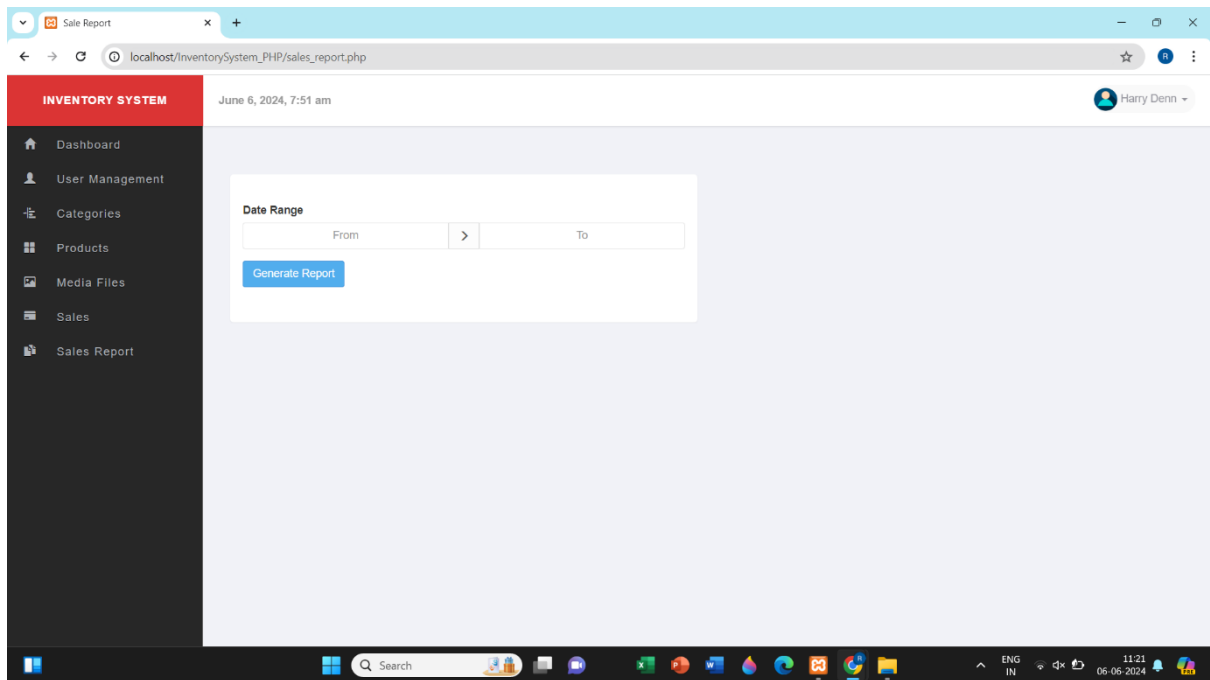 Sale Report
localhost/InventorySystem_PHP/sales_report.php
R
INVENTORY SYSTEM
June 6, 2024, 7:51 am
Harry Denn
Dashboard
User Management
Categories
Products
Media Files
Sales
Sales Report
Date Range
From
To
Generate Report
Search
ENG
IN
11:21
06-06-2024